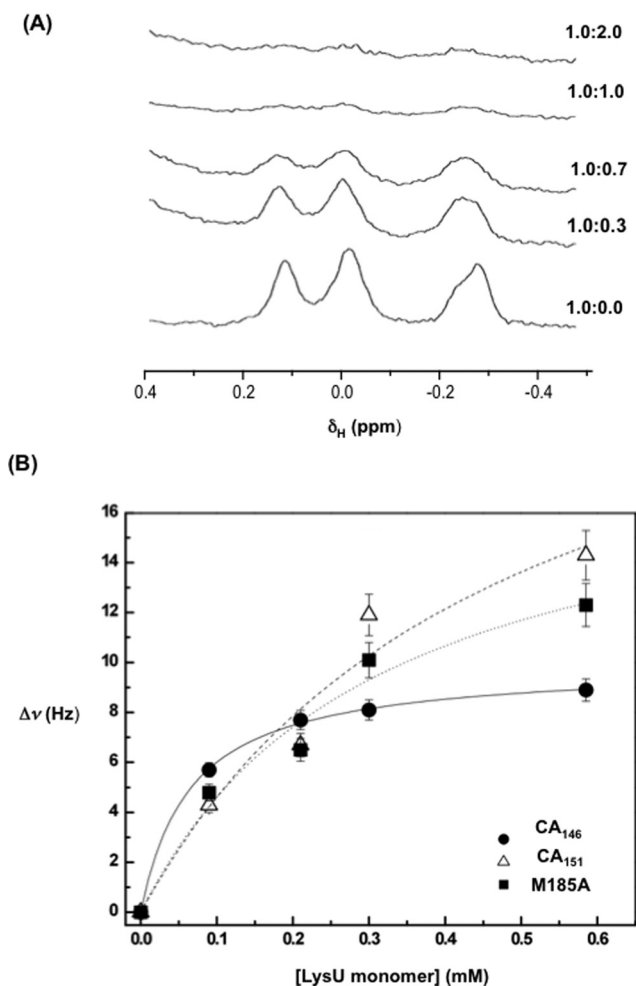 (A)
1.0:2.0
1.0:1.0
1.0:0.7
1.0:0.3
1.0:0.0
0.4 0.2 0.0 -0.2 -0.4
δH (ppm)
(B)
16
14
12
10
8
6
4
2
0
Δν (Hz)
CA146
CA151
M185A
0.0 0.1 0.2 0.3 0.4 0.5 0.6
[LysU monomer] (mM)